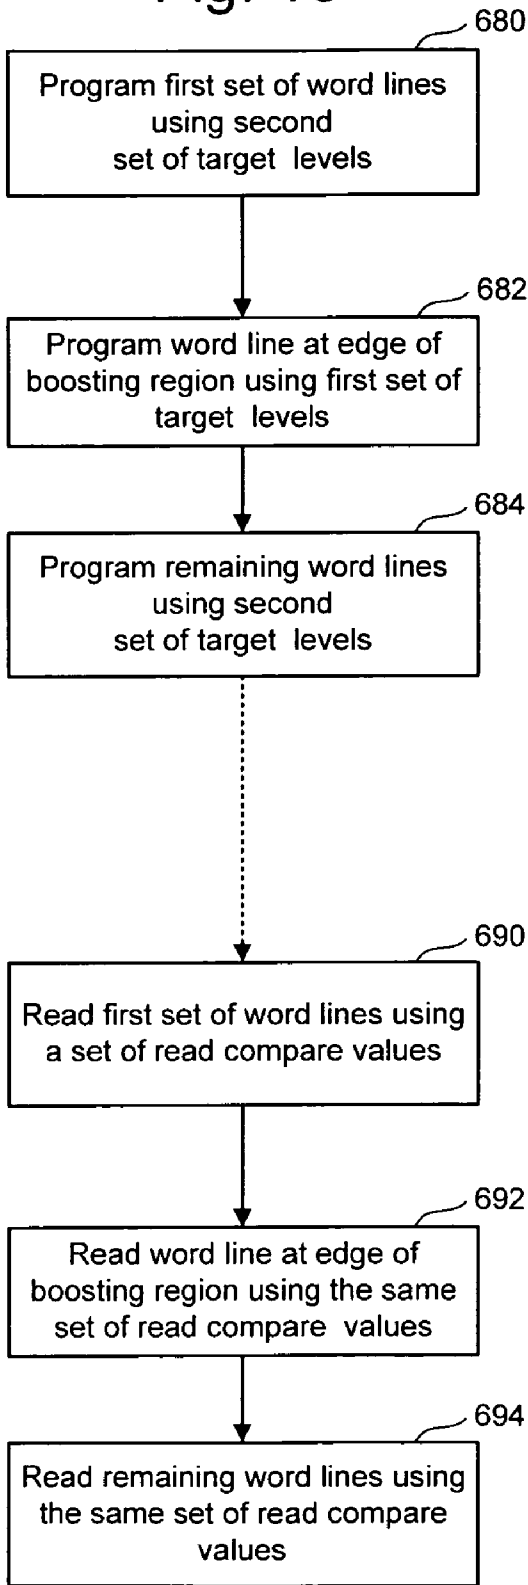 680
Program first set of word lines
using second
set of target levels
682
Program word line at edge of
boosting region using first set of
target levels
684
Program remaining word lines
using second
set of target levels
690
Read first set of word lines using
a set of read compare values
692
Read word line at edge of
boosting region using the same
set of read compare values
694
Read remaining word lines using
the same set of read compare
values